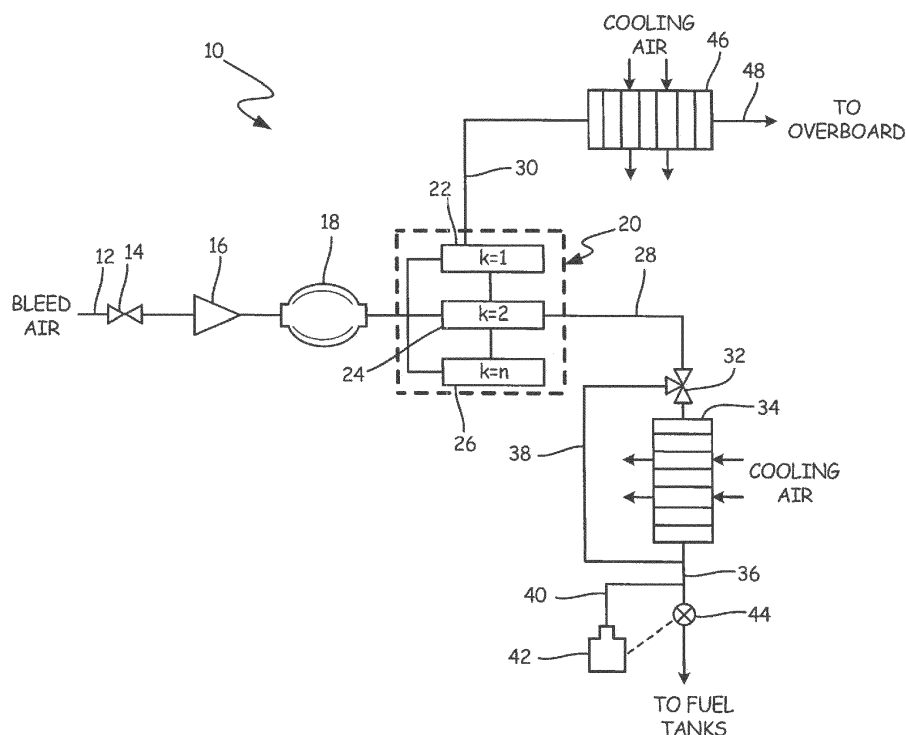 COOLING
AIR
46
48
TO
OVERBOARD
10
30
22
20
18
28
16
12
14
k=1
BLEED
AIR
k=2
24
k=n
26
32
34
38
COOLING
AIR
36
40
44
42
TO FUEL
TANKS